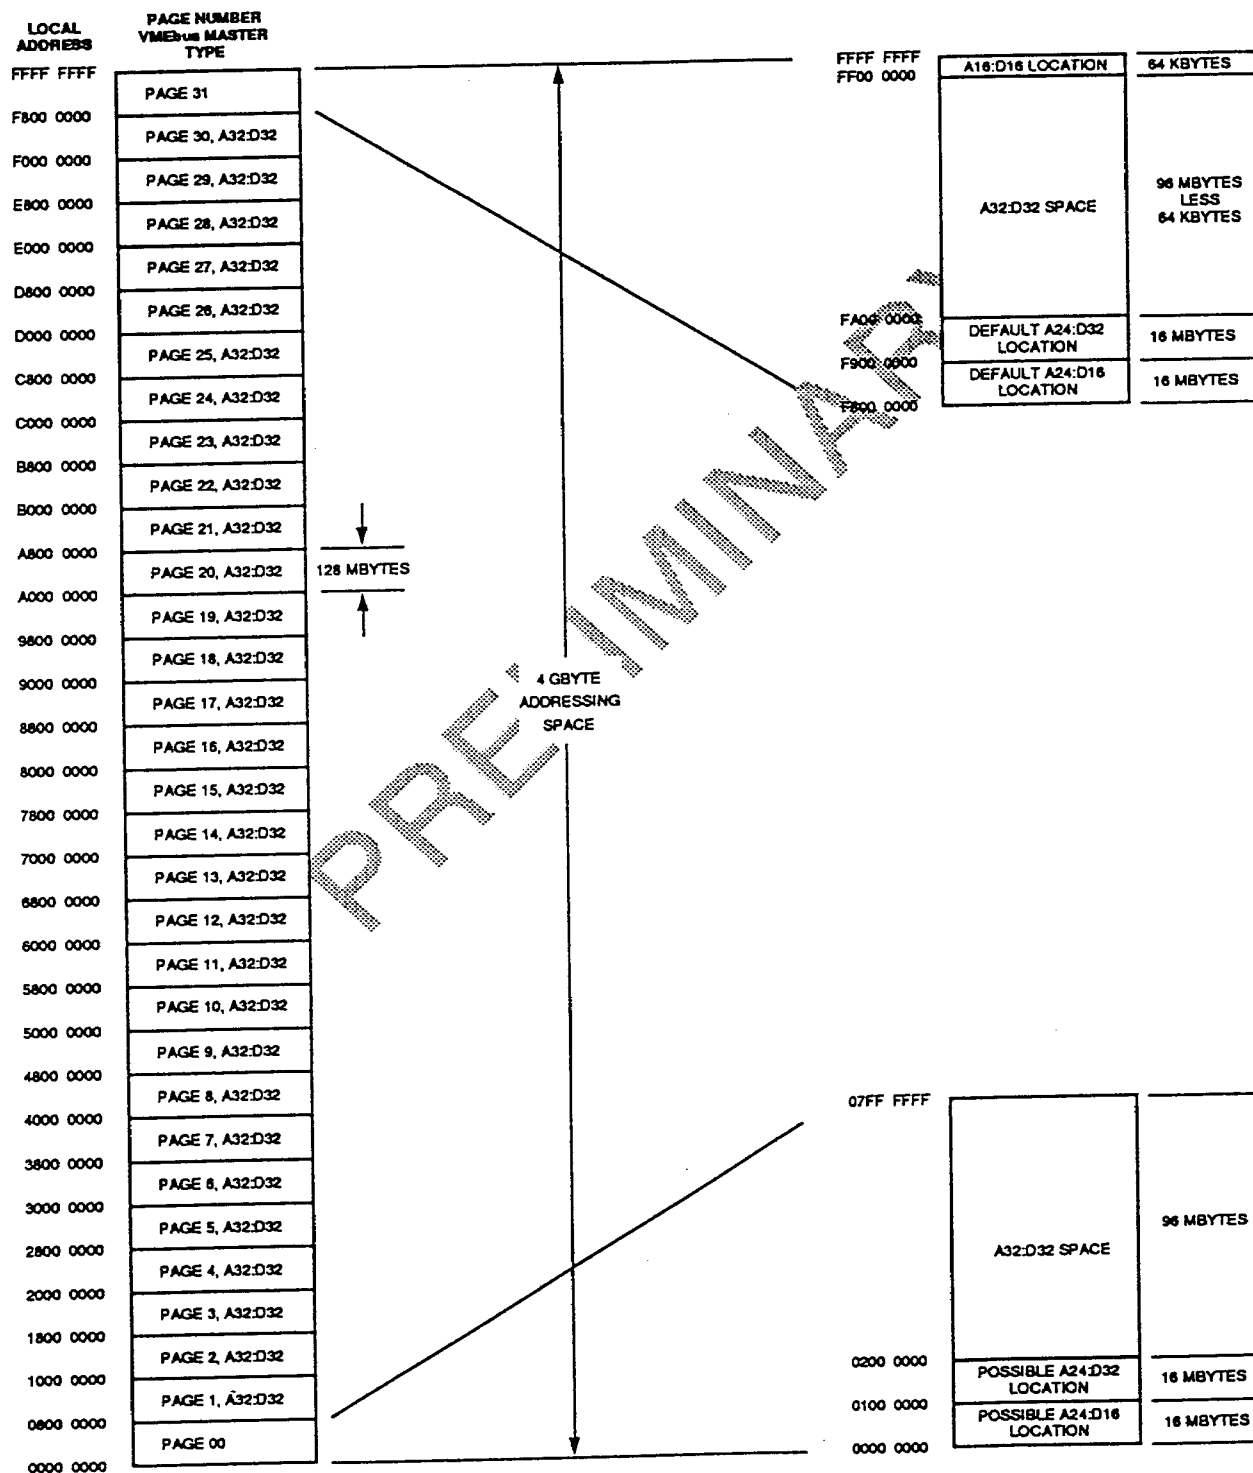 LOCAL
ADDRESS
PAGE NUMBER
VMEbus MASTER
TYPE
FFFF FFFF
PAGE 31
F800 0000
PAGE 30, A32:D32
F000 0000
PAGE 29, A32:D32
E800 0000
PAGE 28, A32:D32
E000 0000
PAGE 27, A32:D32
D800 0000
PAGE 26, A32:D32
D000 0000
PAGE 25, A32:D32
C800 0000
PAGE 24, A32:D32
C000 0000
PAGE 23, A32:D32
B800 0000
PAGE 22, A32:D32
B000 0000
PAGE 21, A32:D32
A800 0000
PAGE 20, A32:D32
A000 0000
PAGE 19, A32:D32
9800 0000
PAGE 18, A32:D32
9000 0000
PAGE 17, A32:D32
8800 0000
PAGE 16, A32:D32
8000 0000
PAGE 15, A32:D32
7800 0000
PAGE 14, A32:D32
7000 0000
PAGE 13, A32:D32
6800 0000
PAGE 12, A32:D32
6000 0000
PAGE 11, A32:D32
5800 0000
PAGE 10, A32:D32
5000 0000
PAGE 9, A32:D32
4800 0000
PAGE 8, A32:D32
4000 0000
PAGE 7, A32:D32
3800 0000
PAGE 6, A32:D32
3000 0000
PAGE 5, A32:D32
2800 0000
PAGE 4, A32:D32
2000 0000
PAGE 3, A32:D32
1800 0000
PAGE 2, A32:D32
1000 0000
PAGE 1, A32:D32
0800 0000
PAGE 00
0000 0000
128 MBYTES
4 GBYTE
ADDRESSING
SPACE
PRELIMINARY
FFFF FFFF
A16:D16 LOCATION
64 KBYTES
FF00 0000
A32:D32 SPACE
96 MBYTES
LESS
64 KBYTES
FA00 0000
DEFAULT A24:D32
LOCATION
16 MBYTES
F900 0000
DEFAULT A24:D16
LOCATION
16 MBYTES
F800 0000
07FF FFFF
A32:D32 SPACE
96 MBYTES
0200 0000
POSSIBLE A24:D32
LOCATION
16 MBYTES
0100 0000
POSSIBLE A24:D16
LOCATION
16 MBYTES
0000 0000